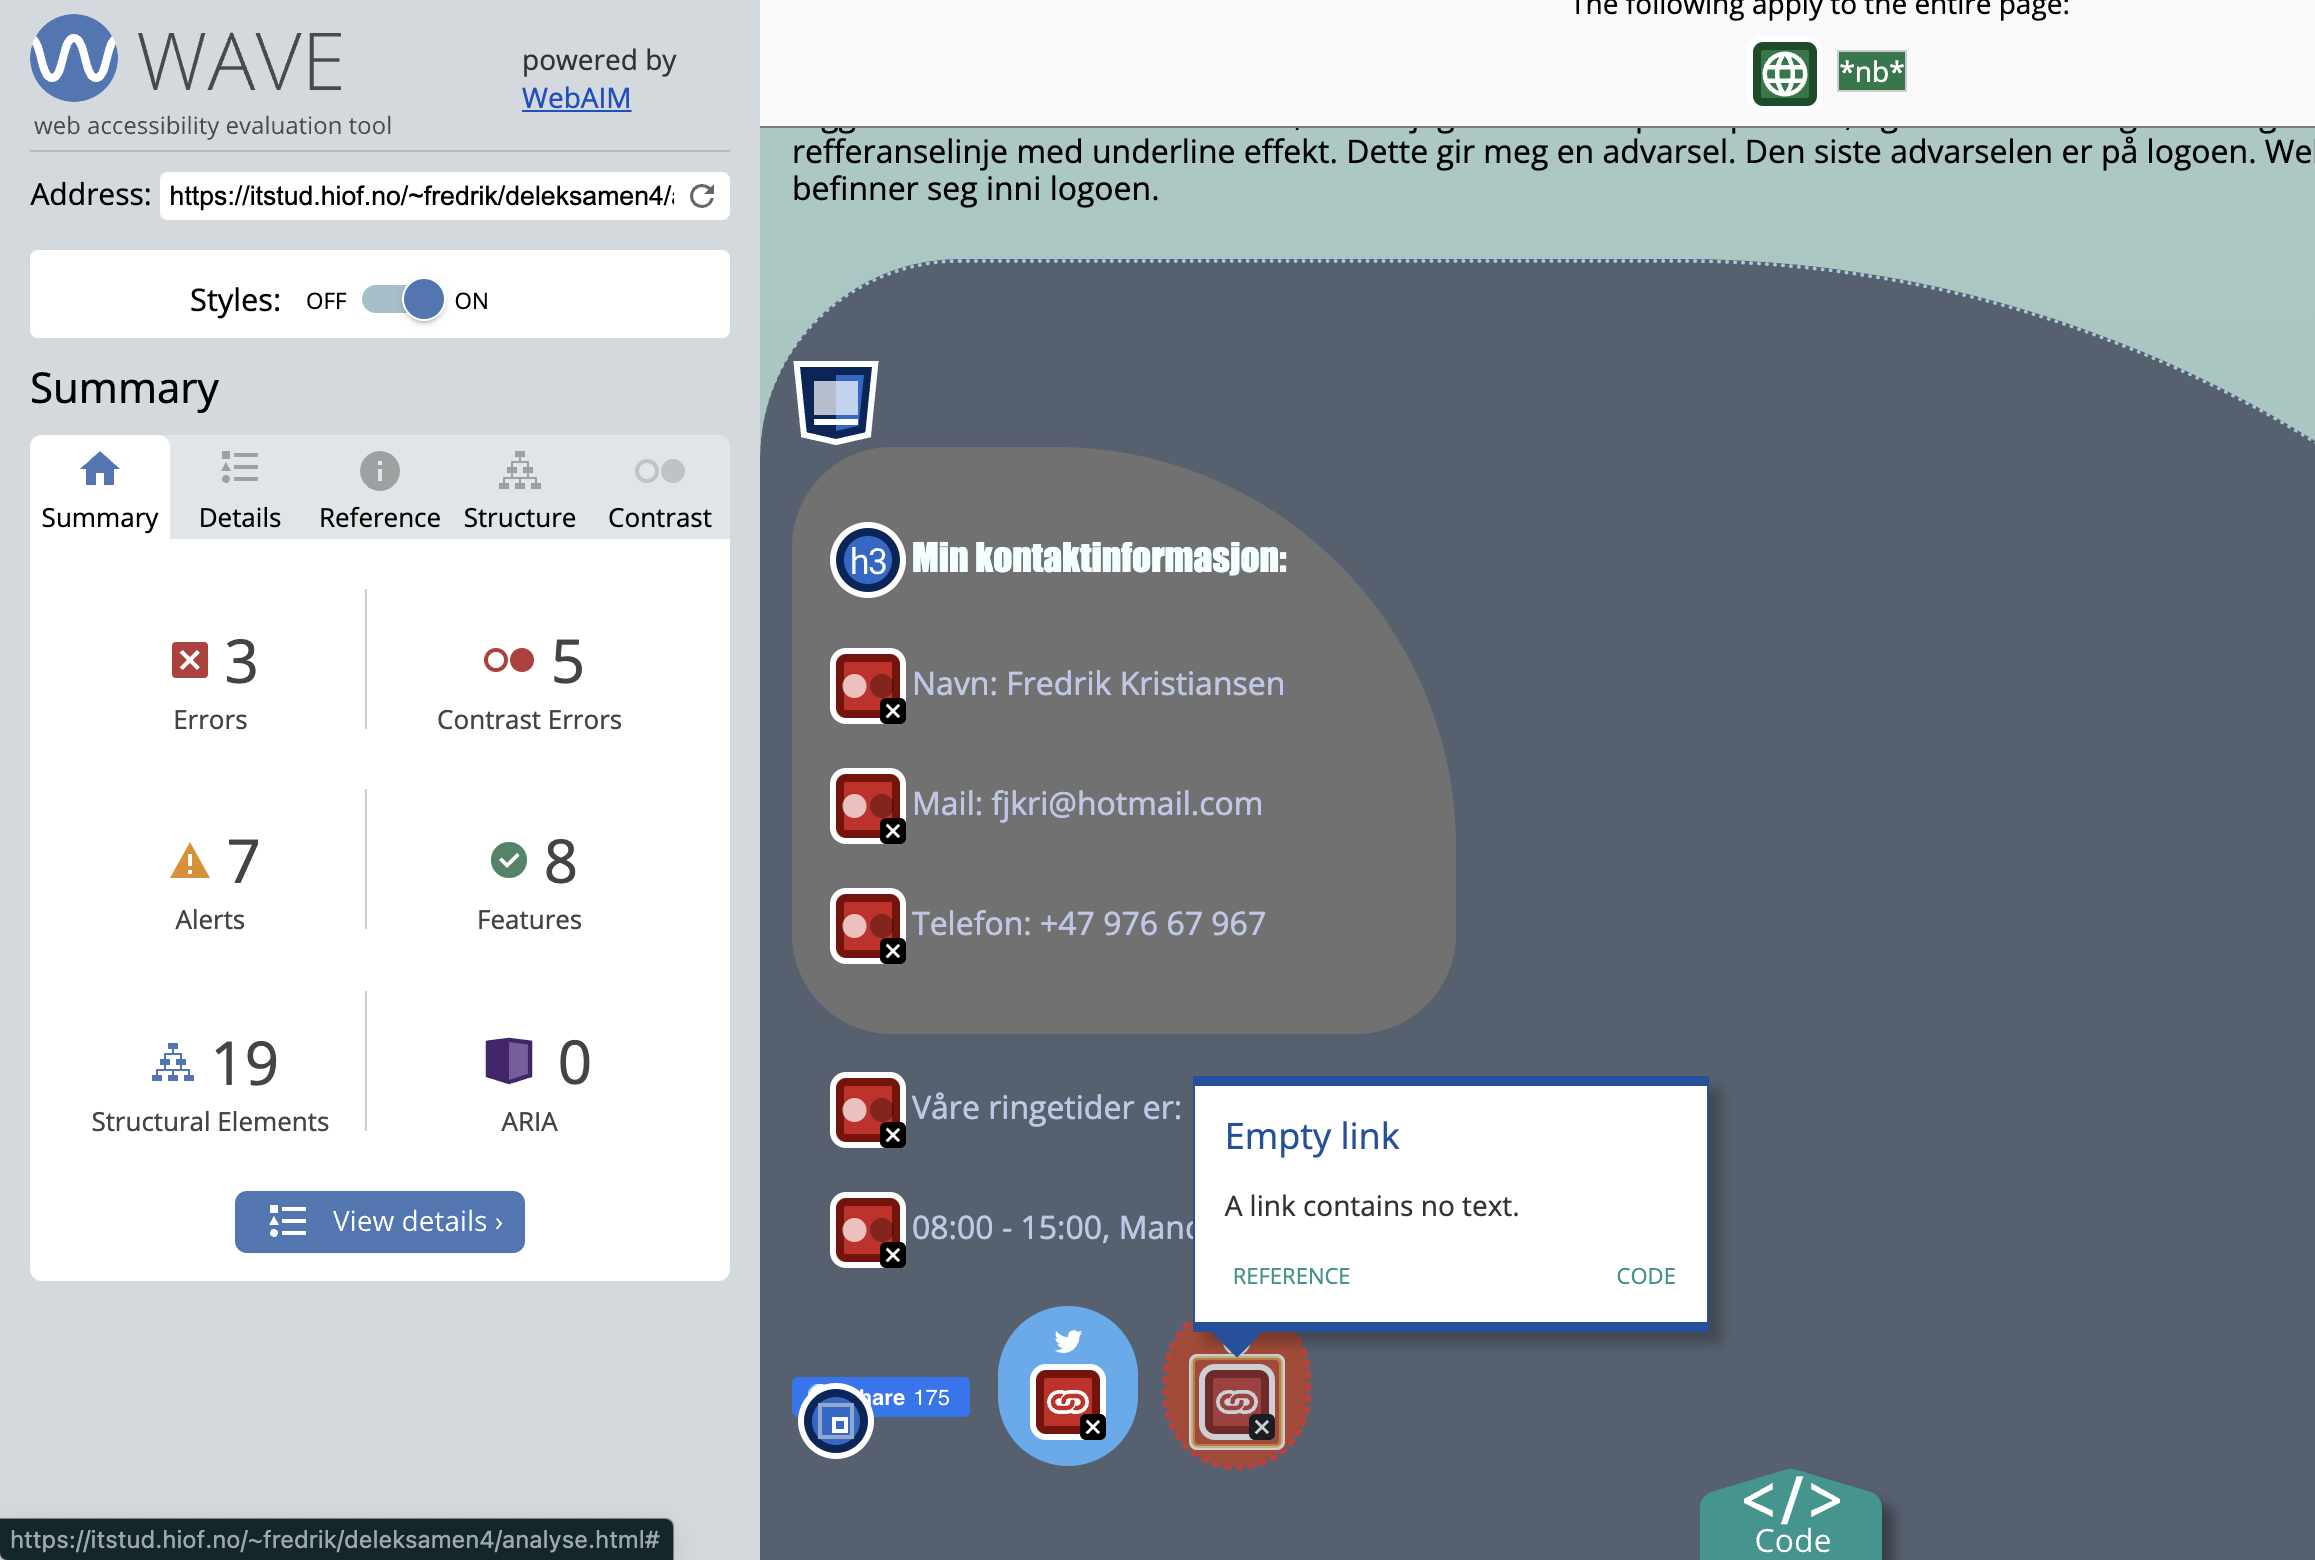 WAVE
powered by
WebAIM
web accessibility evaluation tool
Address: https://itstud.hiof.no/~fredrik/deleksamen4/
Styles: OFF ON
Summary
Summary Details Reference Structure Contrast
3
Errors
5
Contrast Errors
7
Alerts
8
Features
19
Structural Elements
0
ARIA
View details ›
https://itstud.hiof.no/~fredrik/deleksamen4/analyse.html#
The following apply to the entire page:
*nb*
refferanselinje med underline effekt. Dette gir meg en advarsel. Den siste advarselen er på logoen.
befinner seg inni logoen.
h3 Min kontaktinformasjon:
Navn: Fredrik Kristiansen
Mail: fjkri@hotmail.com
Telefon: +47 976 67 967
Våre ringetider er:
08:00 - 15:00,
Empty link
A link contains no text.
REFERENCE CODE
175
</>
Code